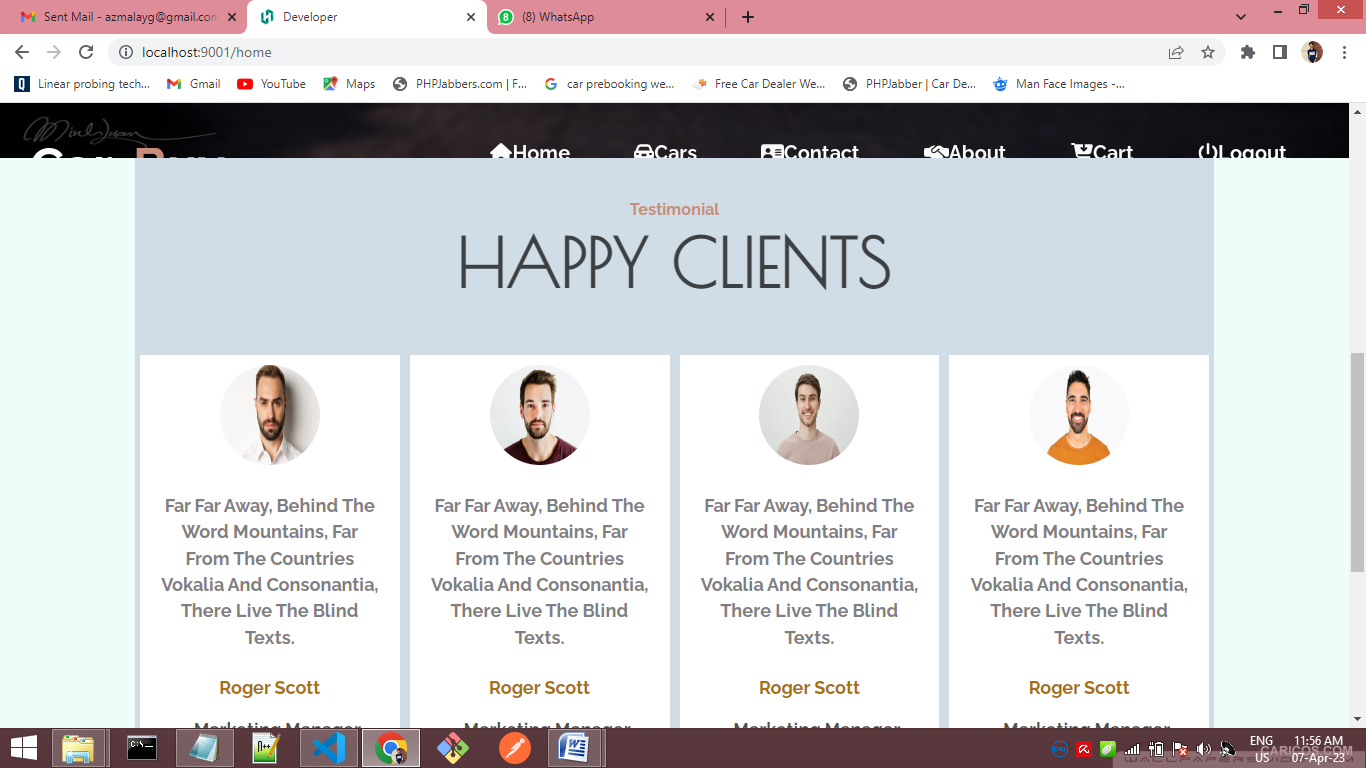 Sent Mail - azmalayg@gmail.com
Developer
(8) WhatsApp
localhost:9001/home
Linear probing tech...
Gmail
YouTube
Maps
PHPJabbers.com | F...
car prebooking we...
Free Car Dealer We...
PHPJabber | Car De...
Man Face Images -...
Home
Cars
Contact
About
Cart
Logout
Testimonial
HAPPY CLIENTS
Far Far Away, Behind The
Word Mountains, Far
From The Countries
Vokalia And Consonantia,
There Live The Blind
Texts.
Roger Scott
Marketing Manager
Far Far Away, Behind The
Word Mountains, Far
From The Countries
Vokalia And Consonantia,
There Live The Blind
Texts.
Roger Scott
Marketing Manager
Far Far Away, Behind The
Word Mountains, Far
From The Countries
Vokalia And Consonantia,
There Live The Blind
Texts.
Roger Scott
Marketing Manager
Far Far Away, Behind The
Word Mountains, Far
From The Countries
Vokalia And Consonantia,
There Live The Blind
Texts.
Roger Scott
Marketing Manager
ENG
US
11:56 AM
07-Apr-23
CARICOS.COM